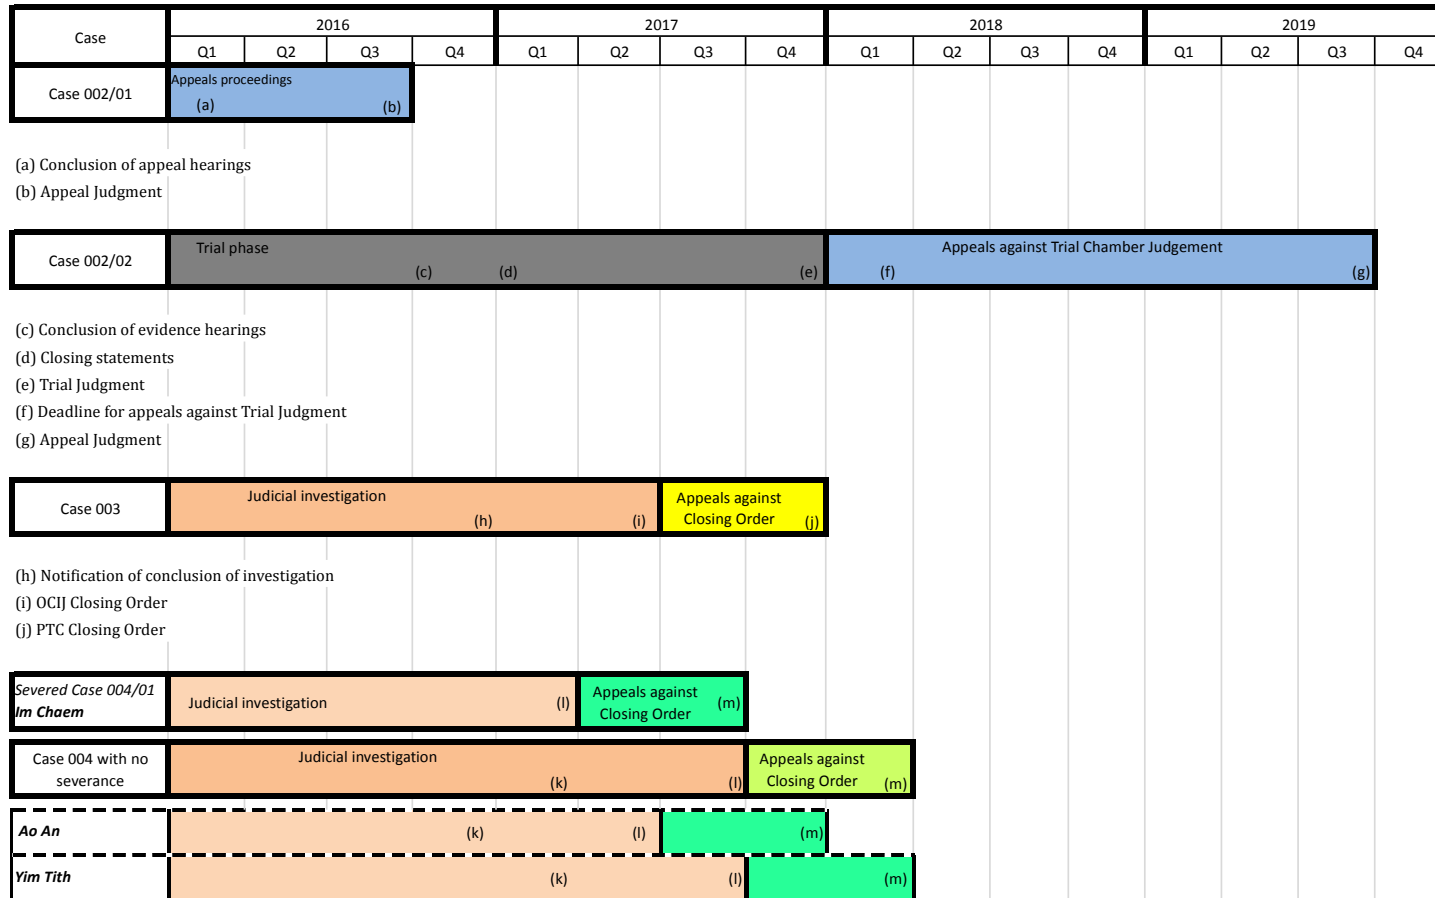 Case
2016 2017 2018 2019
Q1 Q2 Q3 Q4 Q1 Q2 Q3 Q4 Q1 Q2 Q3 Q4 Q1 Q2 Q3 Q4
Case 002/01
Appeals proceedings
(a) (b)
(a) Conclusion of appeal hearings
(b) Appeal Judgment
Case 002/02
Trial phase
(c) (d) (e)
Appeals against Trial Chamber Judgement
(f) (g)
(c) Conclusion of evidence hearings
(d) Closing statements
(e) Trial Judgment
(f) Deadline for appeals against Trial Judgment
(g) Appeal Judgment
Case 003
Judicial investigation
(h) (i)
Appeals against
Closing Order (j)
(h) Notification of conclusion of investigation
(i) OCIJ Closing Order
(j) PTC Closing Order
Severed Case 004/01
Im Chaem
Judicial investigation (l)
Appeals against
Closing Order (m)
Case 004 with no
severance
Judicial investigation
(k) (l)
Appeals against
Closing Order (m)
Ao An (k) (l) (m)
Yim Tith (k) (l) (m)